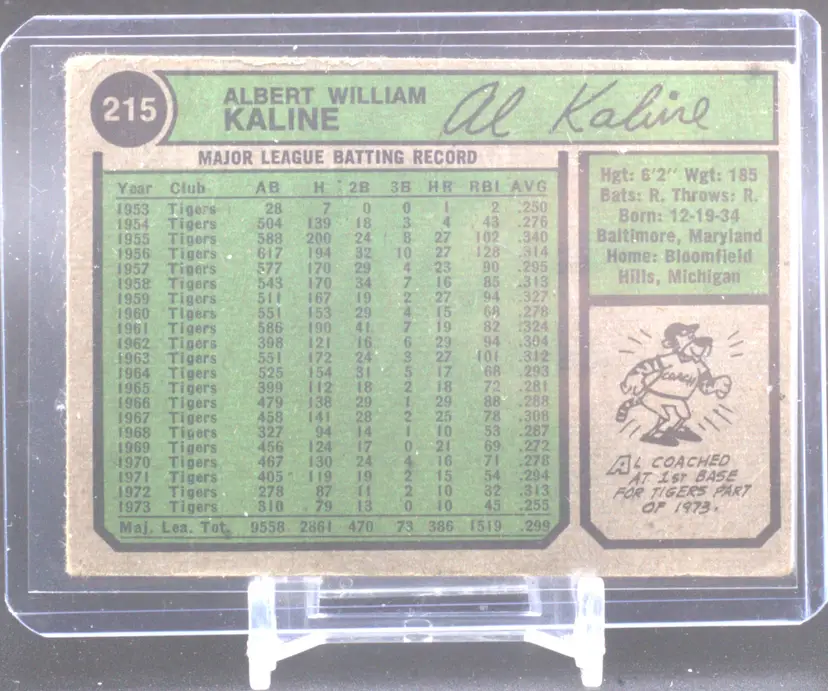 215
ALBERT WILLIAM
KALINE
Al Kaline
MAJOR LEAGUE BATTING RECORD
Year Club AB H 2B 3B HR RBI AVG
1953 Tigers 28 7 0 0 1 2 .250
1954 Tigers 504 139 18 3 4 43 .276
1955 Tigers 588 200 24 8 27 102 .340
1956 Tigers 617 194 32 10 27 128 .314
1957 Tigers 577 170 29 4 23 90 .295
1958 Tigers 543 170 34 7 16 85 .313
1959 Tigers 511 167 19 2 27 94 .327
1960 Tigers 551 153 29 4 15 68 .278
1961 Tigers 586 190 41 7 19 82 .324
1962 Tigers 398 121 16 6 29 94 .304
1963 Tigers 551 172 24 3 27 101 .312
1964 Tigers 525 154 31 5 17 68 .293
1965 Tigers 399 112 18 2 18 72 .281
1966 Tigers 479 138 29 1 29 88 .288
1967 Tigers 458 141 28 2 25 78 .308
1968 Tigers 327 94 14 1 10 53 .287
1969 Tigers 456 124 17 0 21 69 .272
1970 Tigers 467 130 24 4 16 71 .278
1971 Tigers 405 119 19 2 15 54 .294
1972 Tigers 278 87 11 2 10 32 .313
1973 Tigers 310 79 13 0 10 45 .255
Maj. Lea. Tot. 9558 2861 470 73 386 1519 .299
Hgt: 6'2" Wgt: 185
Bats: R. Throws: R.
Born: 12-19-34
Baltimore, Maryland
Home: Bloomfield
Hills, Michigan
COACH
AL COACHED
AT 1ST BASE
FOR TIGERS PART
OF 1973.